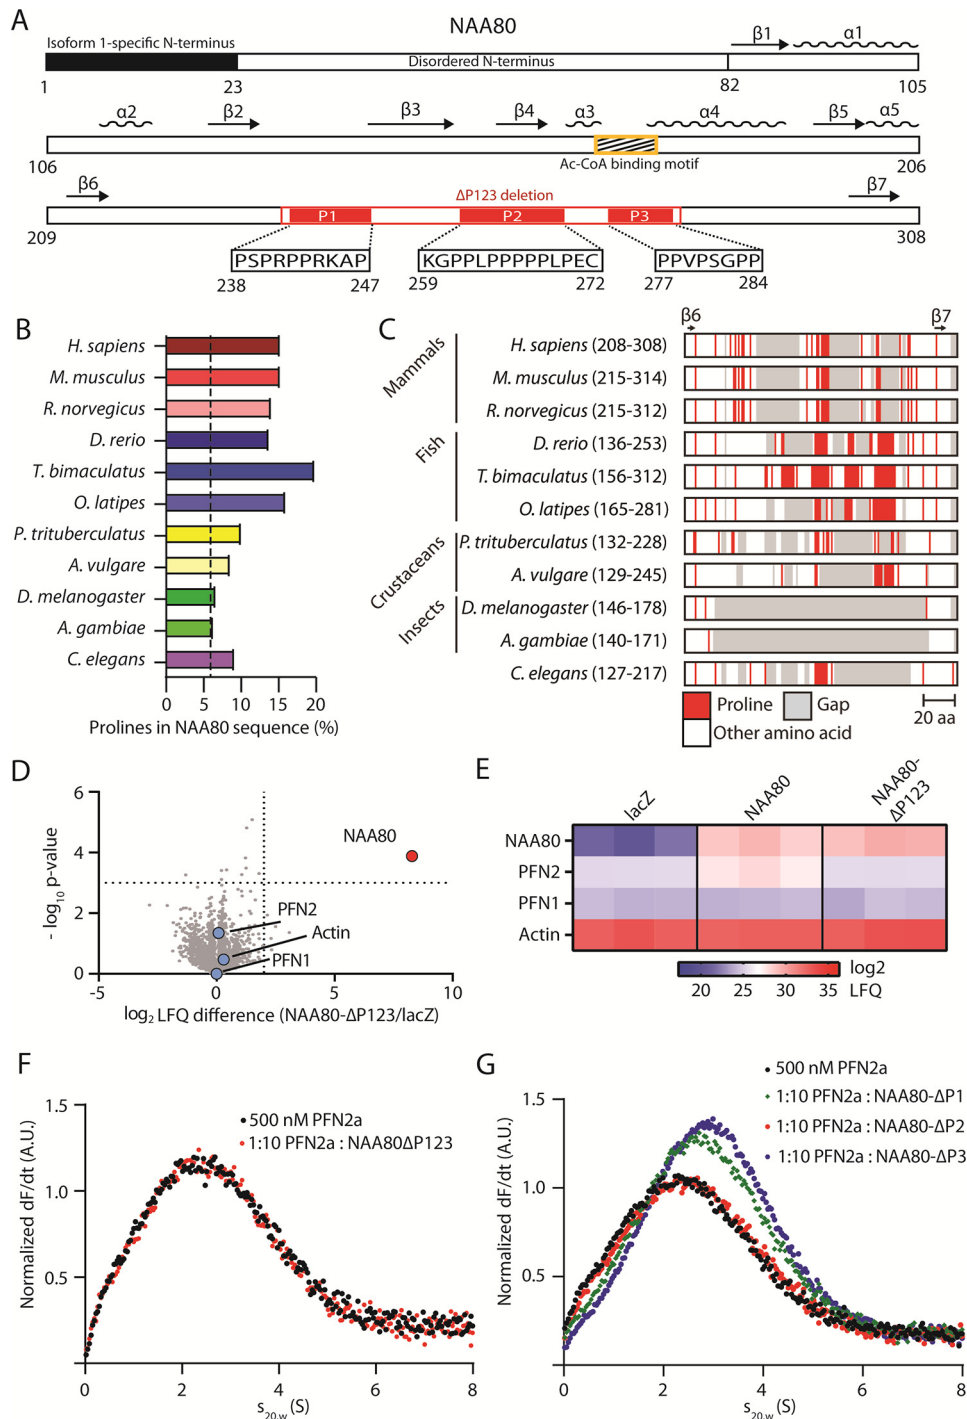 A
NAA80
Isoform 1-specific N-terminus
Disordered N-terminus
β1
α1
1
23
82
105
α2
β2
β3
β4
α3
α4
β5
α5
Ac-CoA binding motif
106
206
β6
ΔP123 deletion
β7
P1
P2
P3
209
308
PSPRPPRKAP
KGPPLPPPPPLPEC
PPVPSGPP
238
247
259
272
277
284
B
H. sapiens
M. musculus
R. norvegicus
D. rerio
T. bimaculatus
O. latipes
P. trituberculatus
A. vulgare
D. melanogaster
A. gambiae
C. elegans
0
5
10
15
20
Prolines in NAA80 sequence (%)
C
β6
β7
Mammals
H. sapiens (208-308)
M. musculus (215-314)
R. norvegicus (215-312)
Fish
D. rerio (136-253)
T. bimaculatus (156-312)
O. latipes (165-281)
Crustaceans
P. trituberculatus (132-228)
A. vulgare (129-245)
Insects
D. melanogaster (146-178)
A. gambiae (140-171)
C. elegans (127-217)
Proline
Gap
Other amino acid
20 aa
D
6
4
2
0
- log10 p-value
NAA80
PFN2
Actin
PFN1
-5
0
5
10
log2 LFQ difference (NAA80-ΔP123/lacZ)
E
lacZ
NAA80
NAA80-
ΔP123
NAA80
PFN2
PFN1
Actin
20
25
30
35
log2
LFQ
F
1.5
1.0
0.5
Normalized dF/dt (A.U.)
500 nM PFN2a
1:10 PFN2a : NAA80ΔP123
0
2
4
6
8
s20,w (S)
G
500 nM PFN2a
1:10 PFN2a : NAA80-ΔP1
1:10 PFN2a : NAA80-ΔP2
1:10 PFN2a : NAA80-ΔP3
1.5
1.0
0.5
Normalized dF/dt (A.U.)
0
2
4
6
8
s20,w (S)